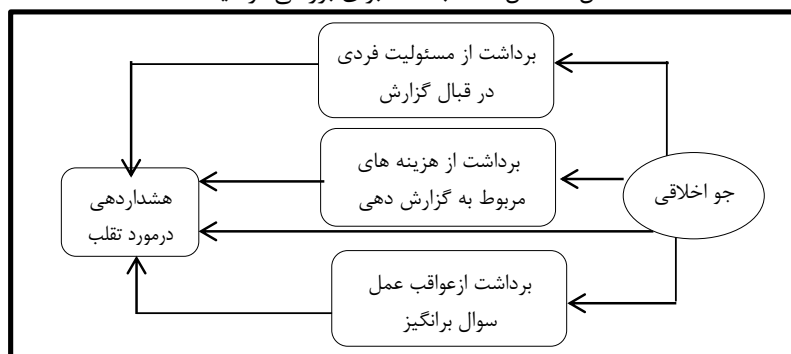 برداشت از مسئولیت فردی
در قبال گزارش
برداشت از هزینه های
مربوط به گزارش دهی
جو اخلاقی
هشداردهی
درمورد تقلب
برداشت ازعواقب عمل
سوال برانگیز